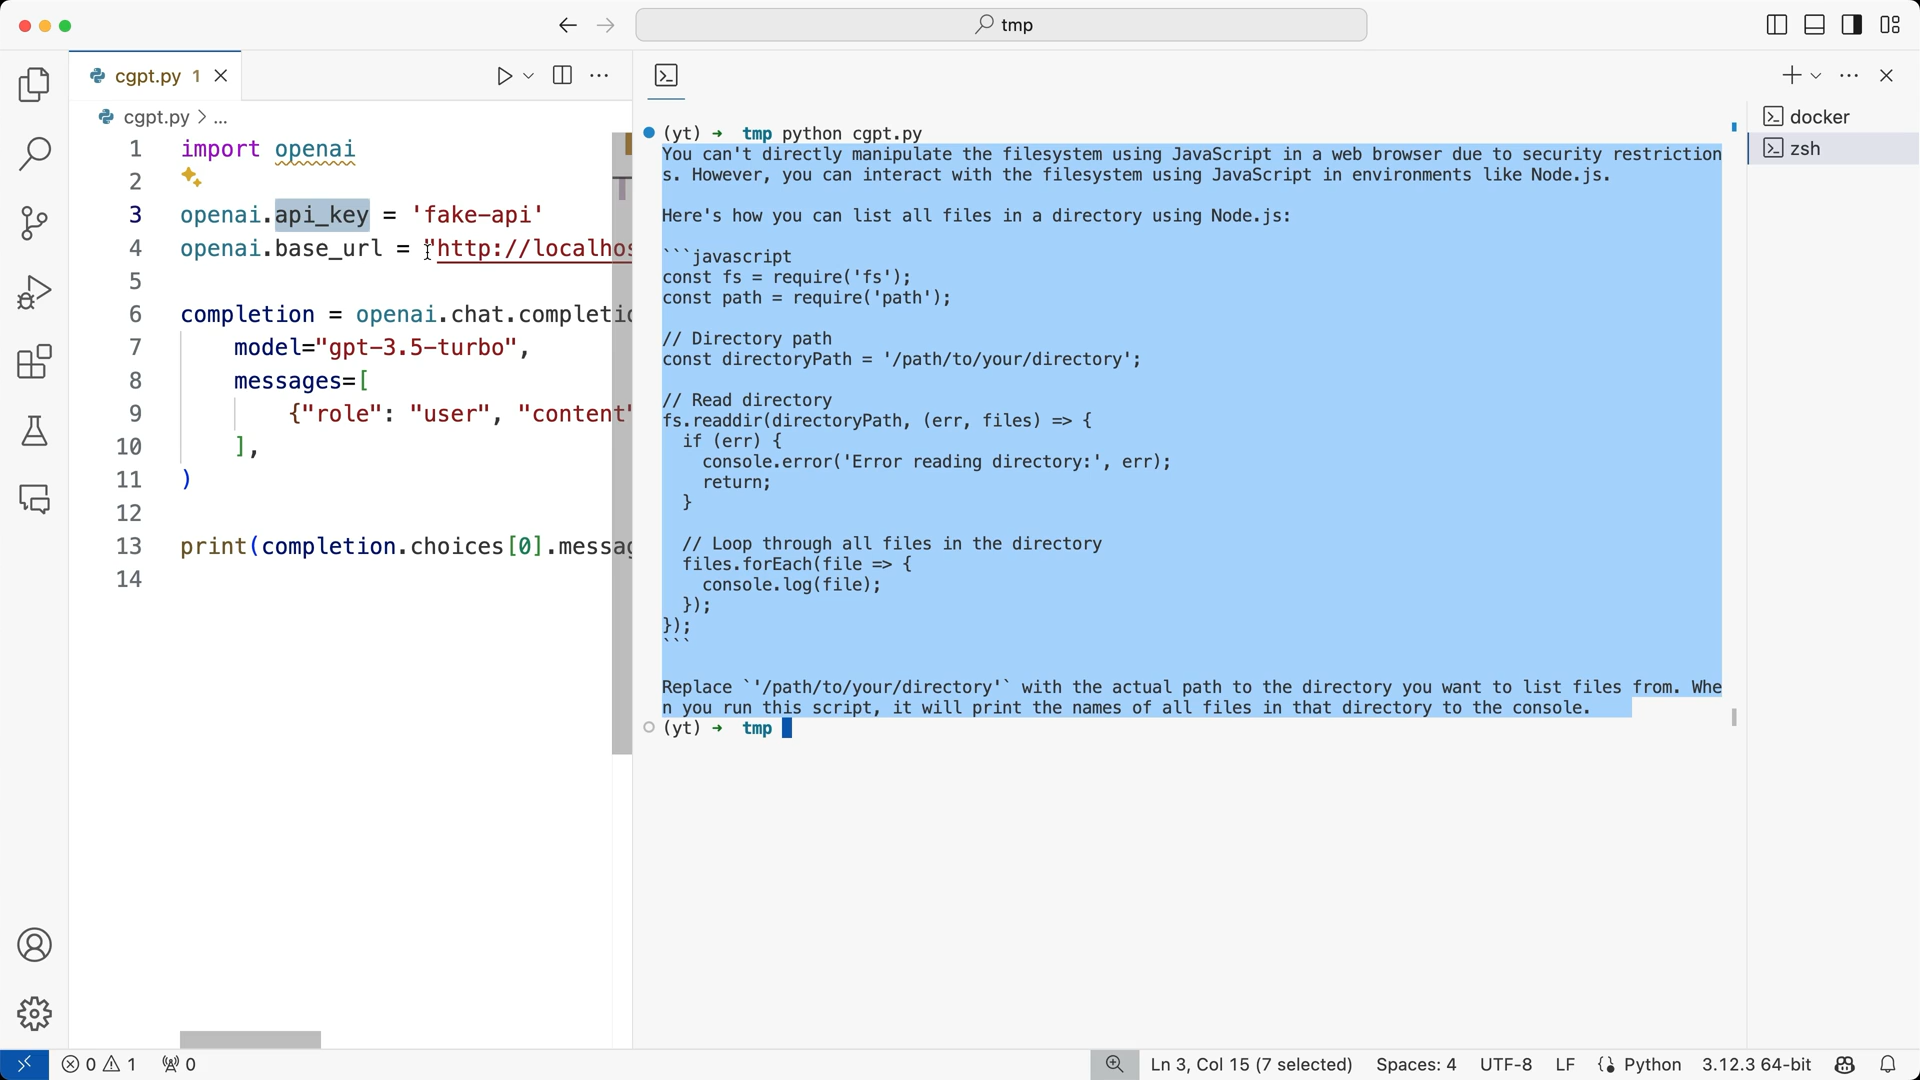 tmp
cgpt.py 1
cgpt.py > ...
1 import openai
2
3 openai.api_key = 'fake-api'
4 openai.base_url = "http://localhos
5
6 completion = openai.chat.completio
7 model="gpt-3.5-turbo",
8 messages=[
9 {"role": "user", "content"
10 ],
11 )
12
13 print(completion.choices[0].messag
14
(yt) → tmp python cgpt.py
You can't directly manipulate the filesystem using JavaScript in a web browser due to security restriction
s. However, you can interact with the filesystem using JavaScript in environments like Node.js.
Here's how you can list all files in a directory using Node.js:
```javascript
const fs = require('fs');
const path = require('path');
// Directory path
const directoryPath = '/path/to/your/directory';
// Read directory
fs.readdir(directoryPath, (err, files) => {
if (err) {
console.error('Error reading directory:', err);
return;
}
// Loop through all files in the directory
files.forEach(file => {
console.log(file);
});
});
```
Replace `'/path/to/your/directory'` with the actual path to the directory you want to list files from. Whe
n you run this script, it will print the names of all files in that directory to the console.
(yt) → tmp
docker
zsh
0 1 0
Ln 3, Col 15 (7 selected) Spaces: 4 UTF-8 LF Python 3.12.3 64-bit